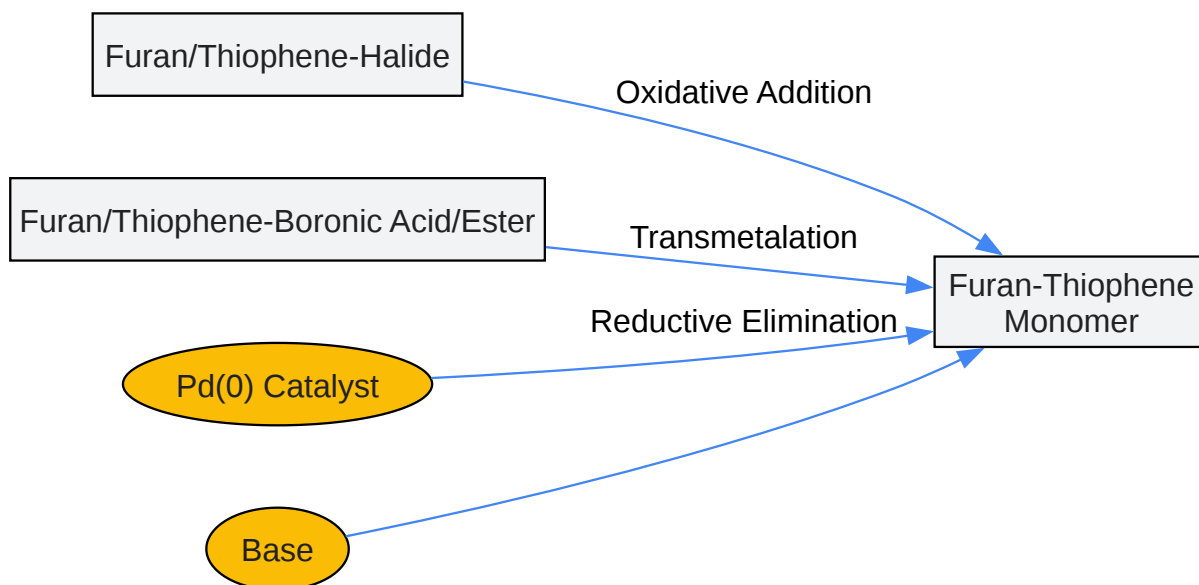 Furan/Thiophene-Halide
Oxidative Addition
Furan/Thiophene-Boronic Acid/Ester
Transmetalation
Furan-Thiophene
Monomer
Reductive Elimination
Pd(0) Catalyst
Base